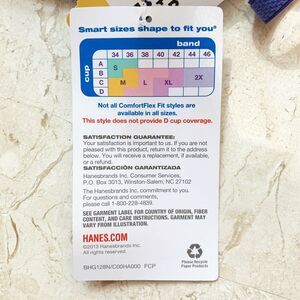 Smart sizes shape to fit you®
band
34 36 38 40 42 44 46
cup
A
B
C
D
S
M
L
XL
2X
Not all ComfortFlex Fit styles are
available in all sizes.
This style does not provide D cup coverage.
SATISFACTION GUARANTEE:
Your satisfaction is important to us. If you are not
pleased with this product, return it to the address
below. You will receive a replacement, if available,
or a refund.
SATISFACCIÓN GARANTIZADA
Hanesbrands Inc. Consumer Services,
P.O. Box 3013, Winston-Salem, NC 27102
The Hanesbrands Inc. commitment to you.
For questions and comments,
please call 1-800-228-4839.
SEE GARMENT LABEL FOR COUNTRY OF ORIGIN, FIBER
CONTENT, AND CARE INSTRUCTIONS. GARMENT MAY
VARY FROM ILLUSTRATION.
HANES.COM
©2013 Hanesbrands Inc.
All rights reserved.
Please Recycle
Paper Products
BHG128N/C00HA000 FCP